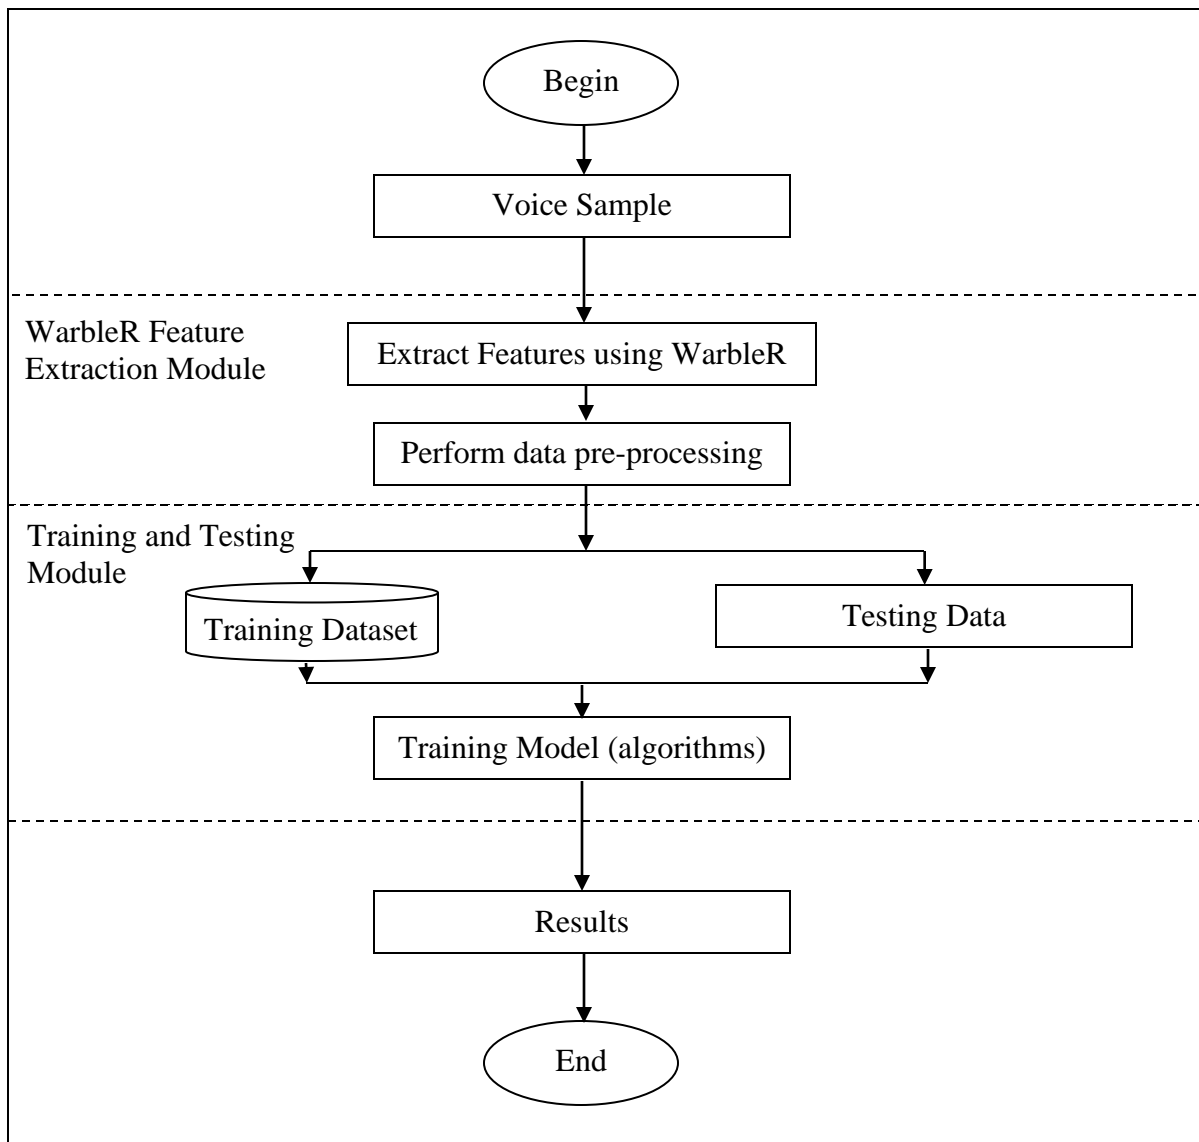 Begin
Voice Sample
WarbleR Feature
Extraction Module
Extract Features using WarbleR
Perform data pre-processing
Training and Testing
Module
Training Dataset
Testing Data
Training Model (algorithms)
Results
End